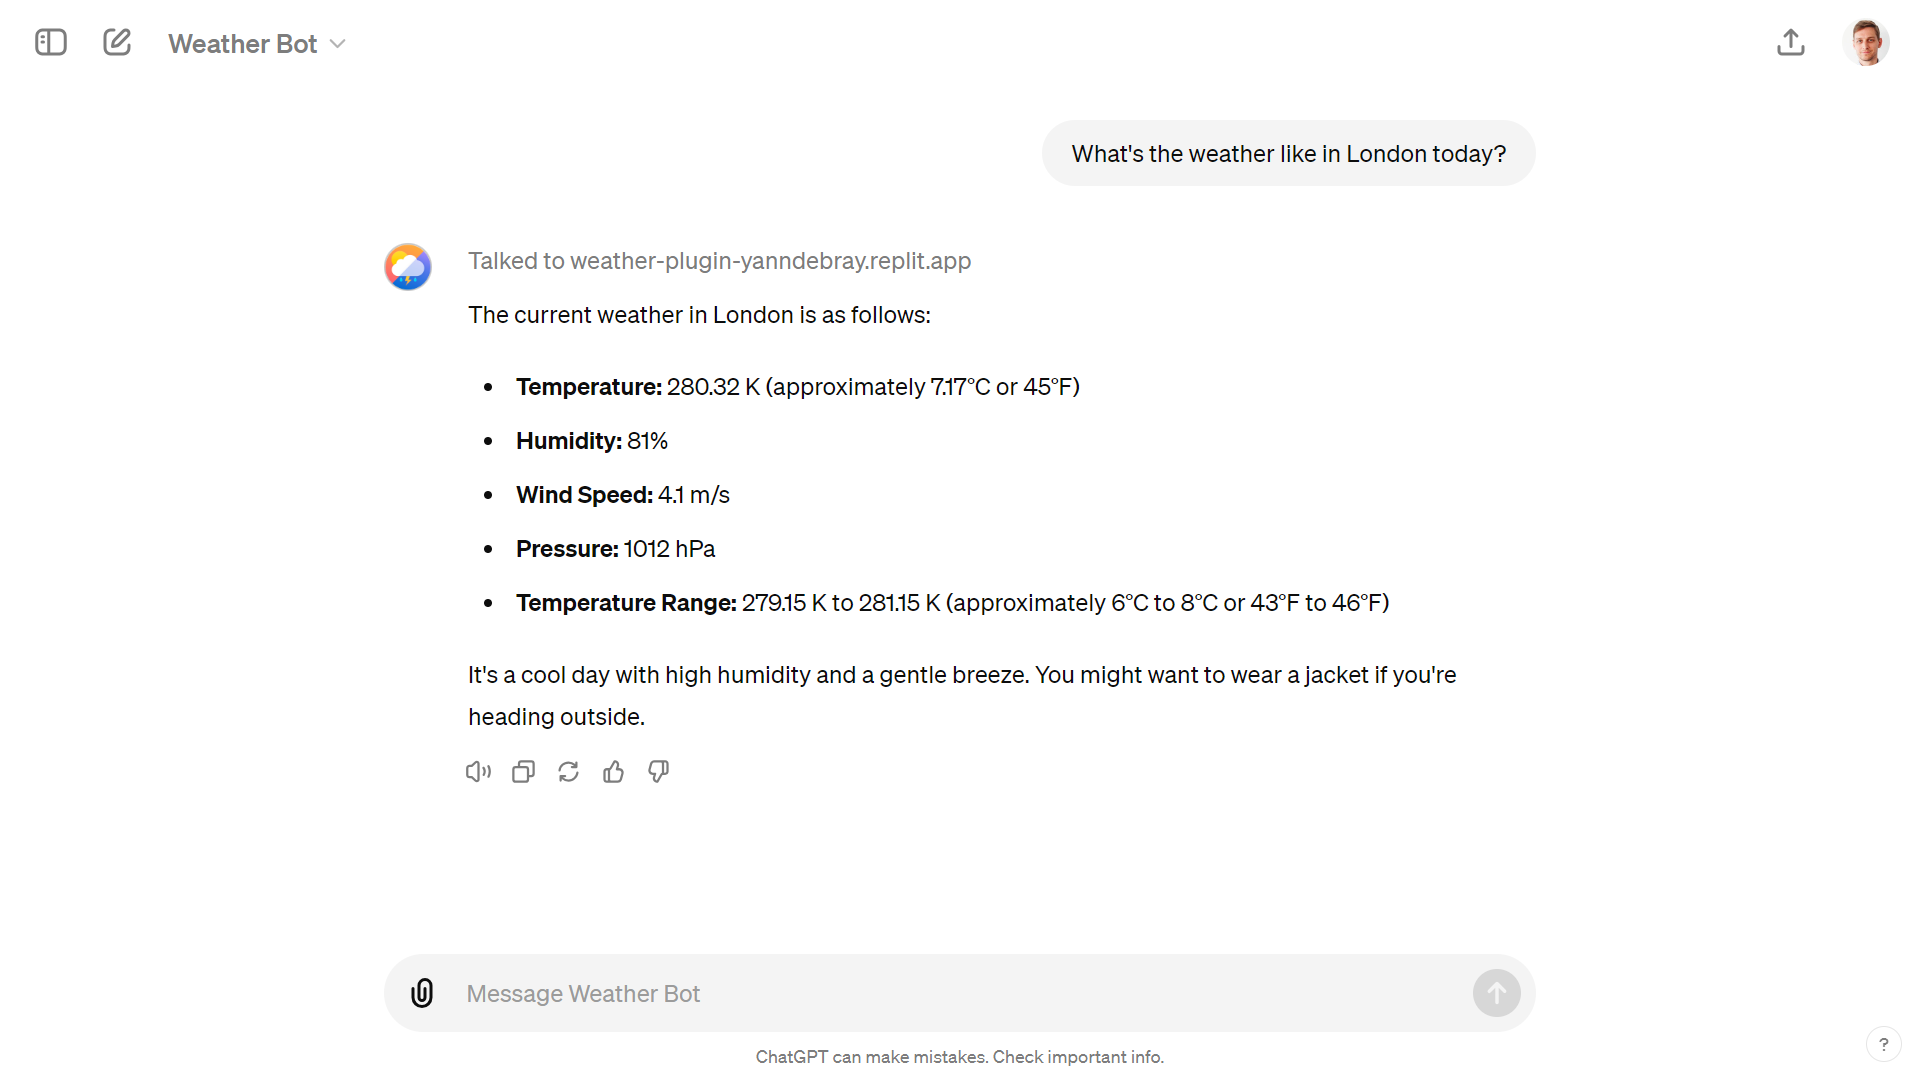 Weather Bot
What's the weather like in London today?
Talked to weather-plugin-yanndebray.replit.app
The current weather in London is as follows:
• Temperature: 280.32 K (approximately 7.17°C or 45°F)
• Humidity: 81%
• Wind Speed: 4.1 m/s
• Pressure: 1012 hPa
• Temperature Range: 279.15 K to 281.15 K (approximately 6°C to 8°C or 43°F to 46°F)
It's a cool day with high humidity and a gentle breeze. You might want to wear a jacket if you're
heading outside.
Message Weather Bot
ChatGPT can make mistakes. Check important info.
?